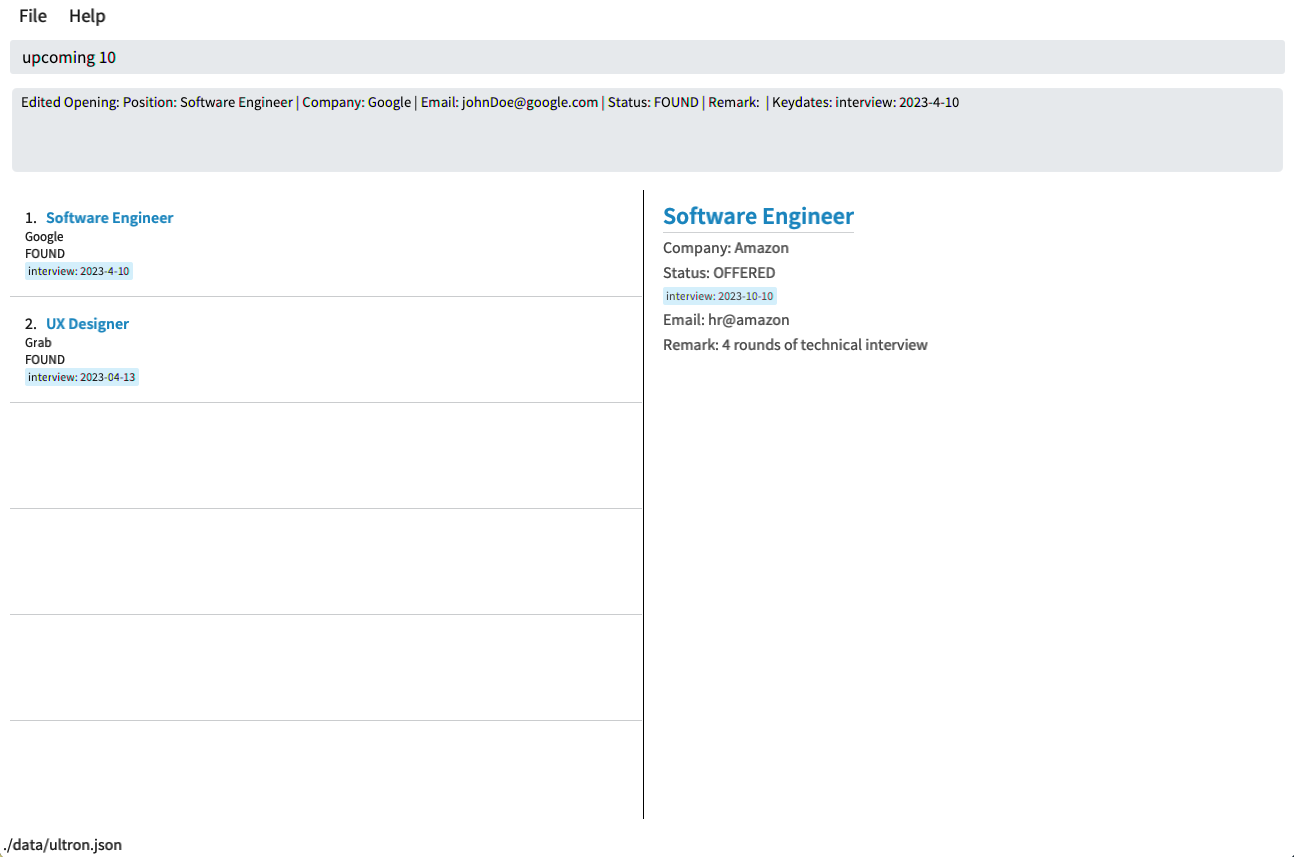 File Help
upcoming 10
Edited Opening: Position: Software Engineer | Company: Google | Email: johnDoe@google.com | Status: FOUND | Remark:  | Keydates: interview: 2023-4-10
1. Software Engineer
Google
FOUND
interview: 2023-4-10
2. UX Designer
Grab
FOUND
interview: 2023-04-13
Software Engineer
Company: Amazon
Status: OFFERED
interview: 2023-10-10
Email: hr@amazon
Remark: 4 rounds of technical interview
./data/ultron.json